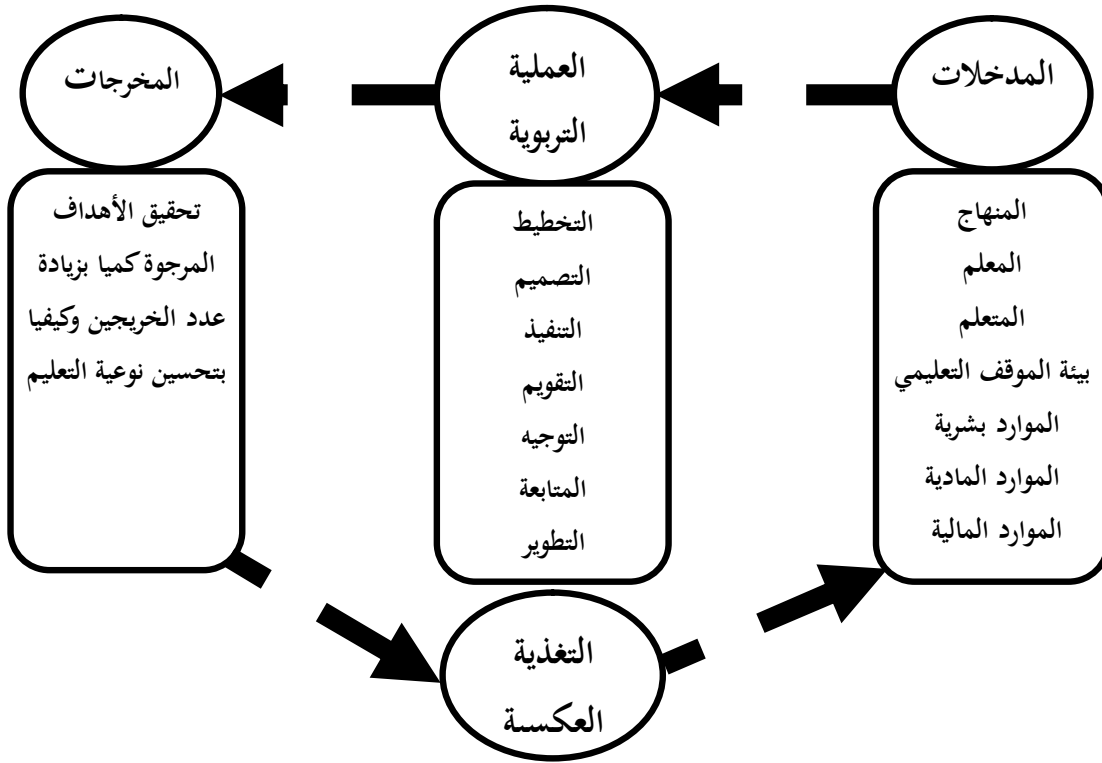 المدخلات
المنهاج
المعلم
المتعلم
بيئة الموقف التعليمي
الموارد بشرية
الموارد المادية
الموارد المالية
العملية
التربوية
التخطيط
التصميم
التنفيذ
التقويم
التوجيه
المتابعة
التطوير
المخرجات
تحقيق الأهداف
المرجوة كميا بزيادة
عدد الخريجين وكيفيا
بتحسين نوعية التعليم
التغذية
العكسية